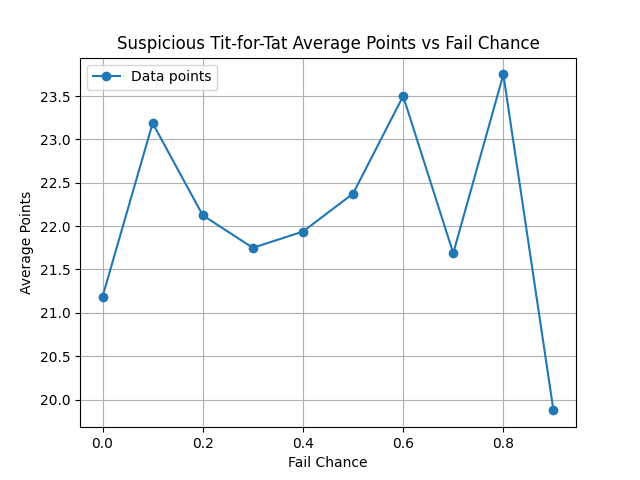 Suspicious Tit-for-Tat Average Points vs Fail Chance
Data points
23.5
23.0
22.5
22.0
21.5
21.0
20.5
20.0
Average Points
0.0 0.2 0.4 0.6 0.8
Fail Chance